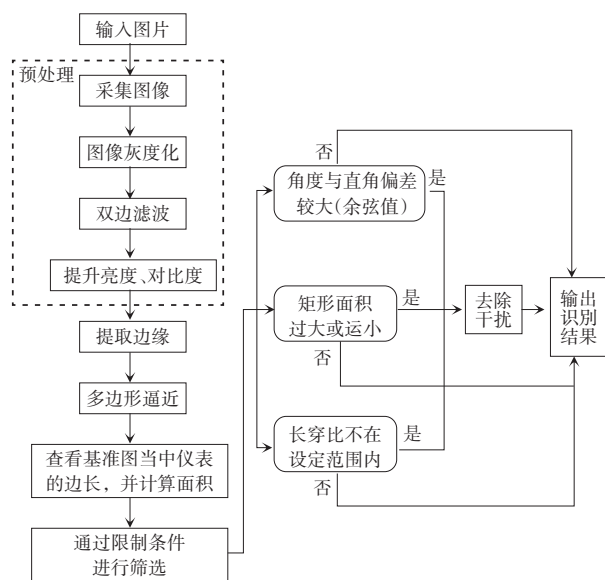 输入图片
预处理
采集图像
图像灰度化
双边滤波
提升亮度、对比度
提取边缘
多边形逼近
查看基准图当中仪表
的边长，并计算面积
通过限制条件
进行筛选
否
角度与直角偏差
较大(余弦值)
是
矩形面积
过大或运小
是
否
长穿比不在
设定范围内
是
否
去除
干扰
输出
识别
结果